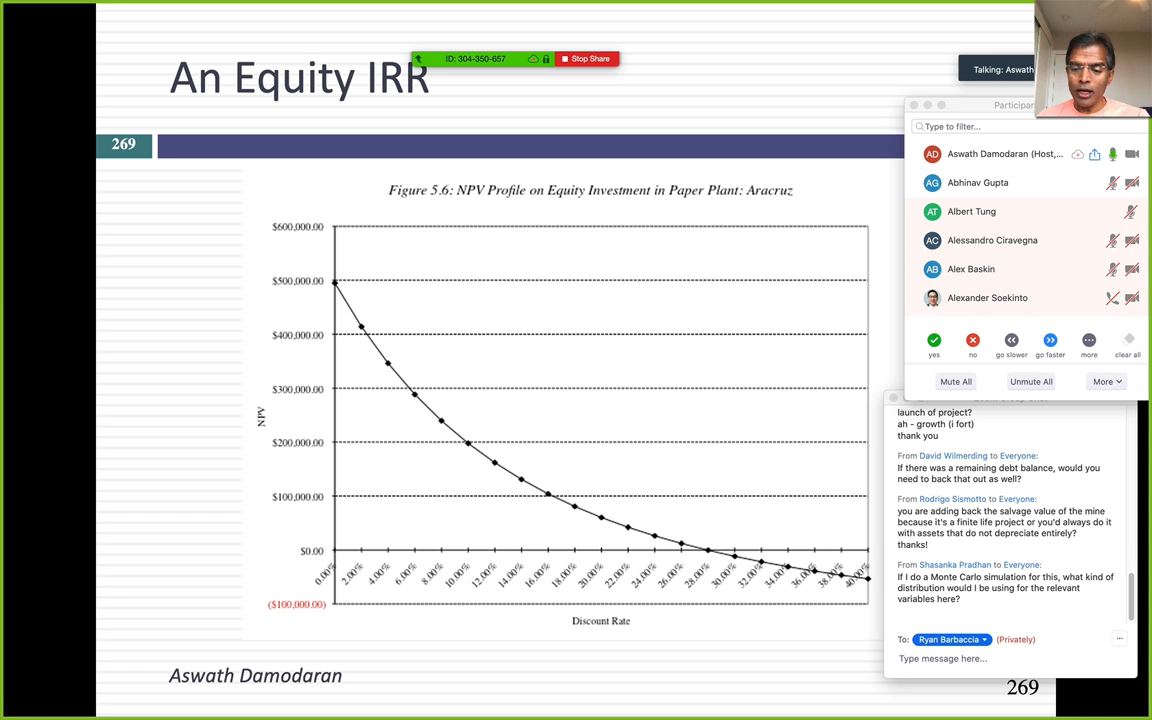 An Equity IRR
ID: 304-350-657
Stop Share
Talking: Aswath
269
Figure 5.6: NPV Profile on Equity Investment in Paper Plant: Aracruz
$600,000.00
$500,000.00
$400,000.00
$300,000.00
$200,000.00
$100,000.00
$0.00
($100,000.00)
NPV
0.00%
2.00%
4.00%
6.00%
8.00%
10.00%
12.00%
14.00%
16.00%
18.00%
20.00%
22.00%
24.00%
26.00%
28.00%
30.00%
32.00%
34.00%
36.00%
38.00%
40.00%
Discount Rate
Aswath Damodaran
269
Type to filter...
AD Aswath Damodaran (Host,...
AG Abhinav Gupta
AT Albert Tung
AC Alessandro Ciravegna
AB Alex Baskin
Alexander Soekinto
yes no go slower go faster more clear all
Mute All Unmute All More
launch of project?
ah - growth (i fort)
thank you
From David Wilmerding to Everyone:
If there was a remaining debt balance, would you
need to back that out as well?
From Rodrigo Sismotto to Everyone:
you are adding back the salvage value of the mine
because it's a finite life project or you'd always do it
with assets that do not depreciate entirely?
thanks!
From Shasanka Pradhan to Everyone:
If I do a Monte Carlo simulation for this, what kind of
distribution would I be using for the relevant
variables here?
To: Ryan Barbaccia (Privately)
Type message here...